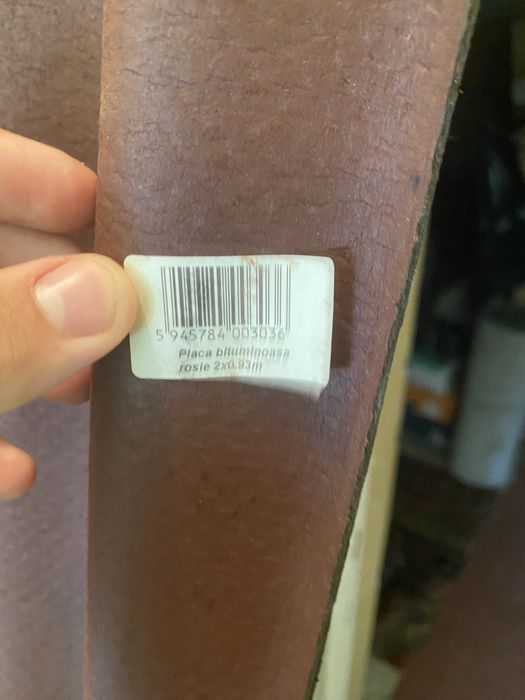 5 945784 003036
Placa bituminoasa
rosie 2x0.93m